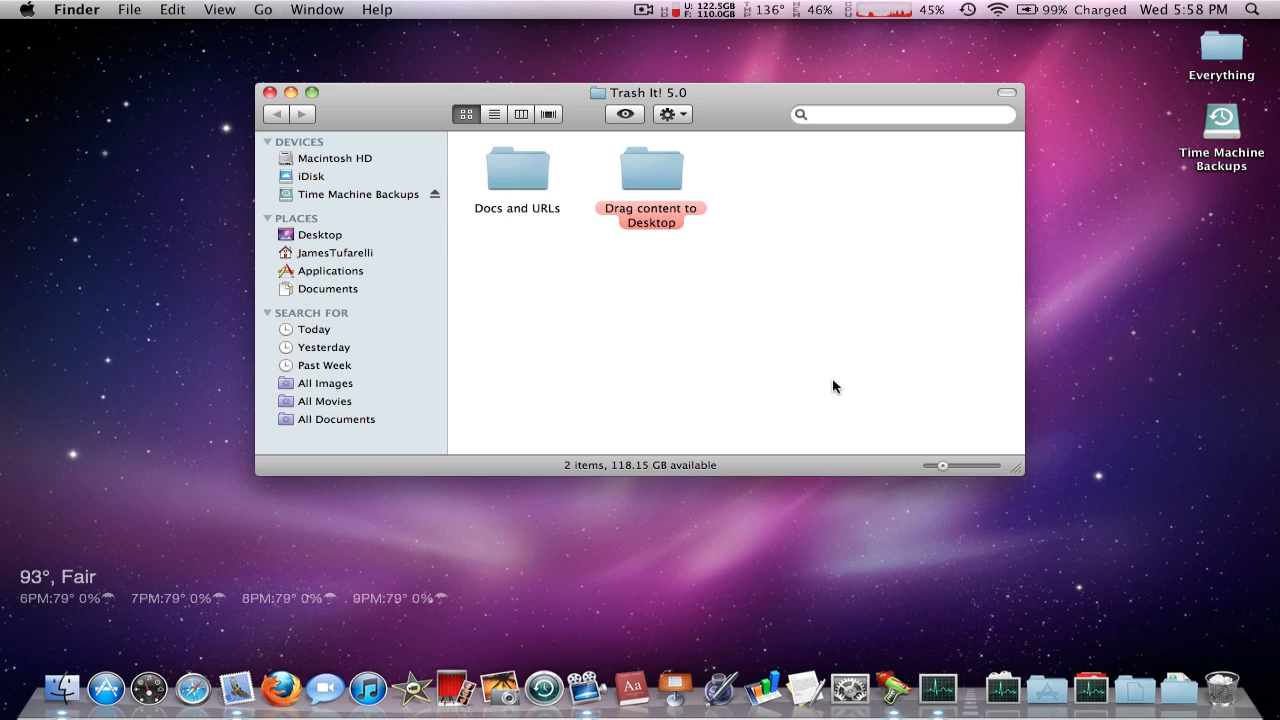 Finder File Edit View Go Window Help U: 122.5GB F: 110.0GB 136° 46% 45% 99% Charged Wed 5:58 PM
Everything
Time Machine
Backups
Trash It! 5.0
DEVICES
Macintosh HD
iDisk
Time Machine Backups
PLACES
Desktop
JamesTufarelli
Applications
Documents
SEARCH FOR
Today
Yesterday
Past Week
All Images
All Movies
All Documents
Docs and URLs
Drag content to
Desktop
2 items, 118.15 GB available
93°, Fair
6PM:79° 0% 7PM:79° 0% 8PM:79° 0% 9PM:79° 0%
Aa